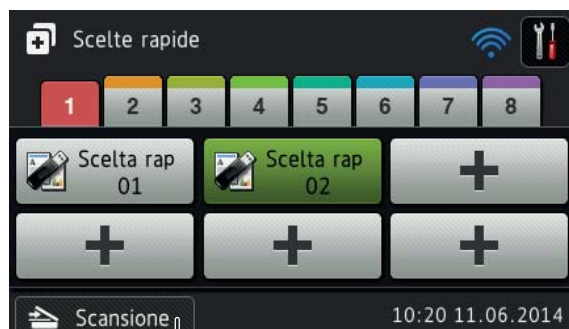 Scelte rapide
1 2 3 4 5 6 7 8
Scelta rap 01
Scelta rap 02
Scansione
10:20 11.06.2014